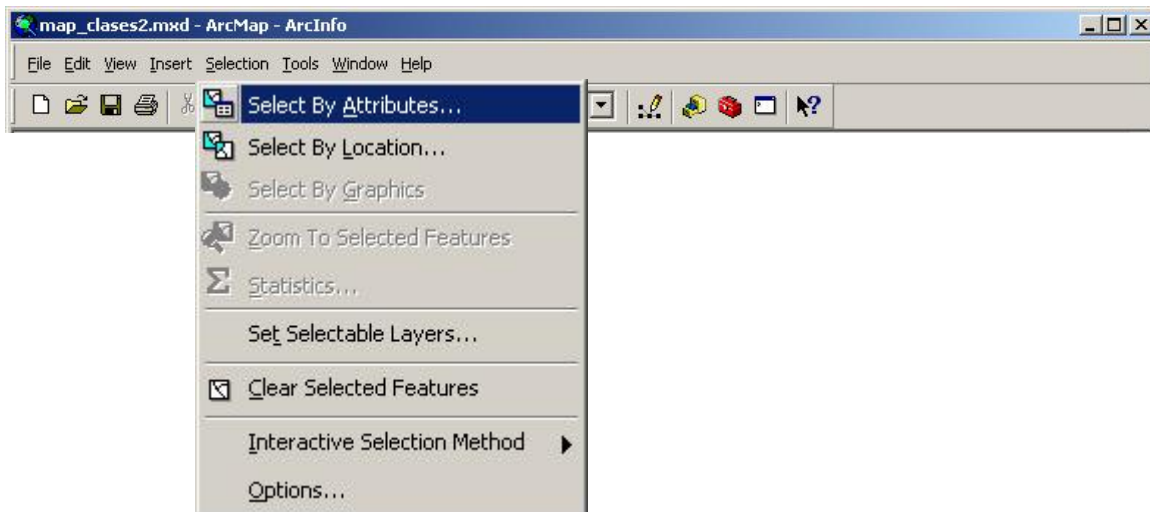 map_clases2.mxd - ArcMap - ArcInfo
File Edit View Insert Selection Tools Window Help
Select By Attributes...
Select By Location...
Select By Graphics
Zoom To Selected Features
Statistics...
Set Selectable Layers...
Clear Selected Features
Interactive Selection Method
Options...